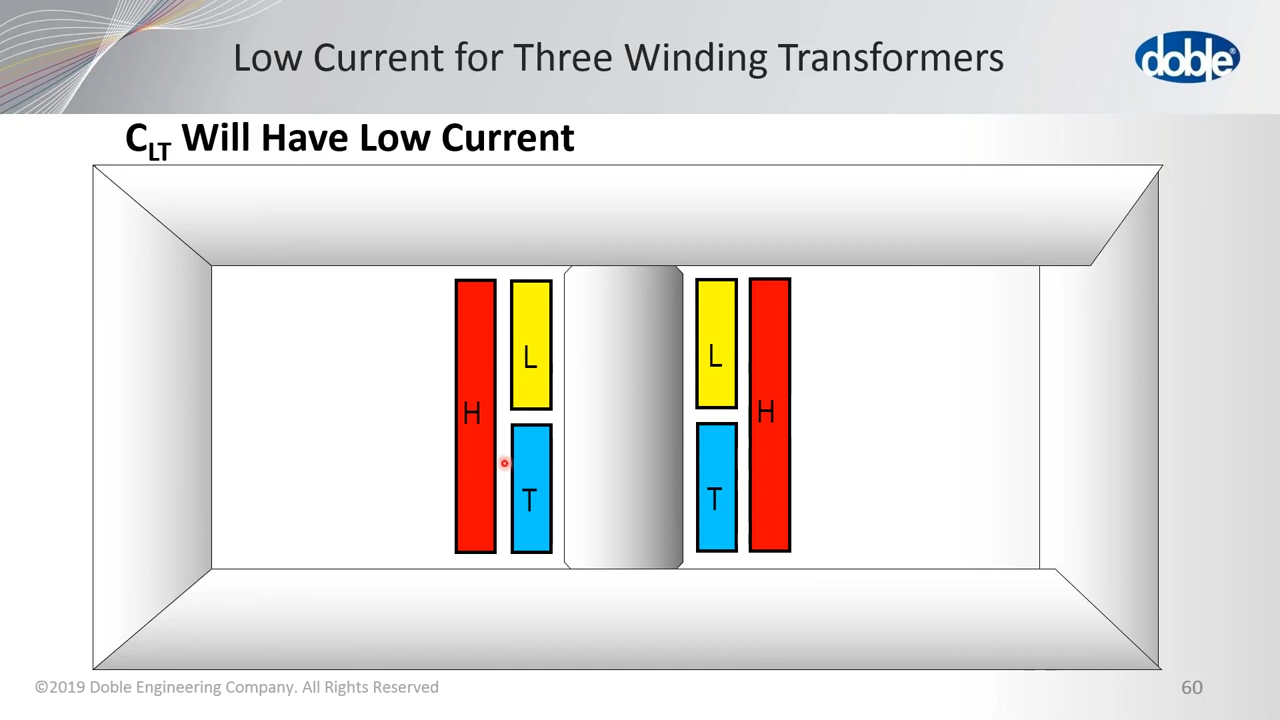 Low Current for Three Winding Transformers
doble®
CLT Will Have Low Current
L
L
H
H
T
T
©2019 Doble Engineering Company. All Rights Reserved
60